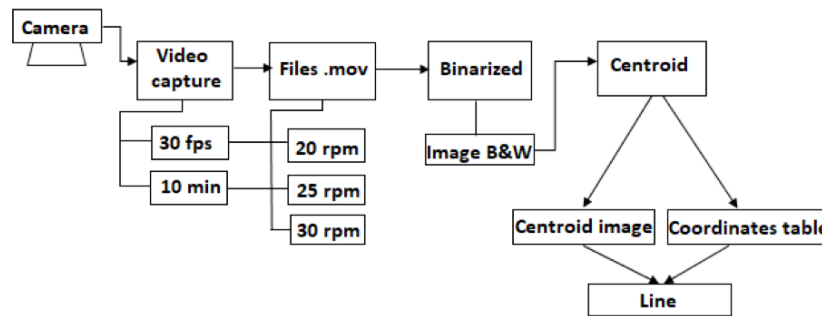 Camera
Video
capture
Files .mov
Binarized
Centroid
30 fps
20 rpm
Image B&W
10 min
25 rpm
30 rpm
Centroid image
Coordinates table
Line